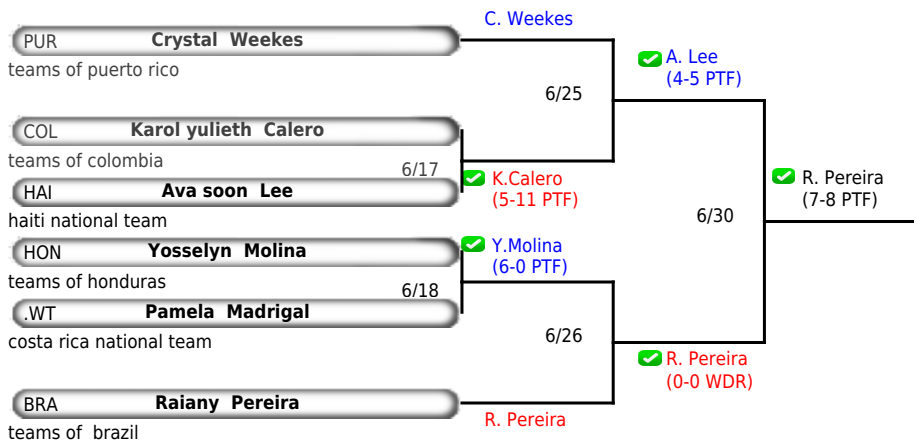 C. Weekes
PUR Crystal Weekes
teams of puerto rico
A. Lee
(4-5 PTF)
6/25
COL Karol yulieth Calero
teams of colombia
6/17
K.Calero
(5-11 PTF)
R. Pereira
(7-8 PTF)
HAI Ava soon Lee
haiti national team
6/30
HON Yosselyn Molina
teams of honduras
Y.Molina
(6-0 PTF)
6/18
.WT Pamela Madrigal
costa rica national team
6/26
R. Pereira
(0-0 WDR)
BRA Raiany Pereira
teams of brazil
R. Pereira